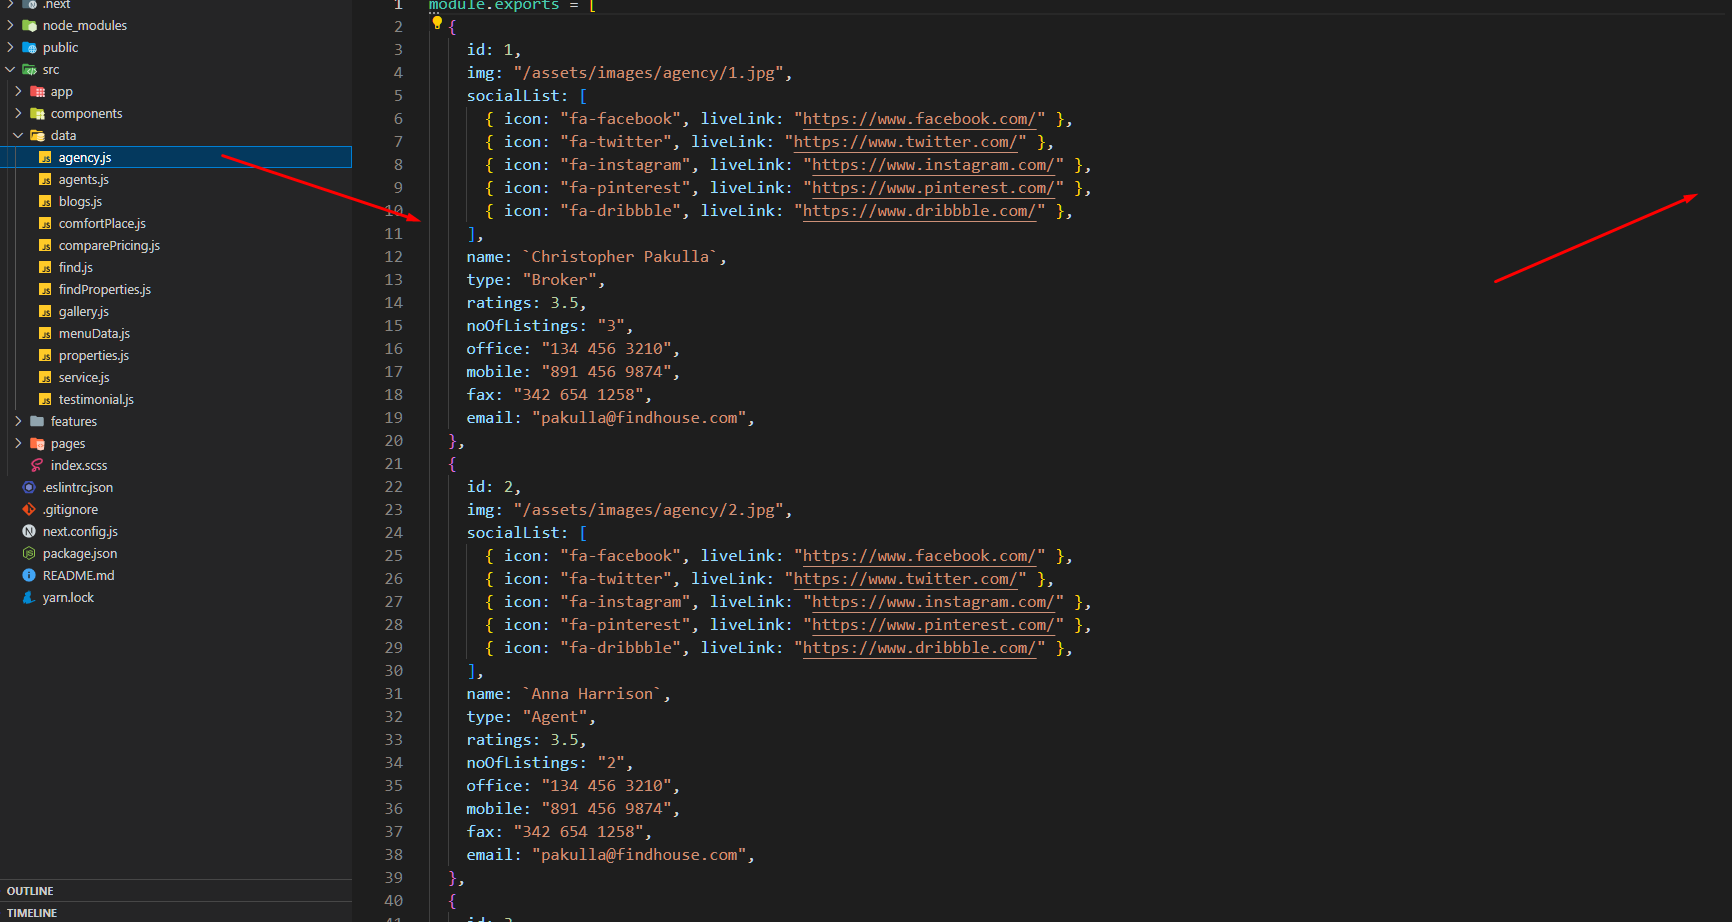 .next
node_modules
public
src
app
components
data
agency.js
agents.js
blogs.js
comfortPlace.js
comparePricing.js
find.js
findProperties.js
gallery.js
menuData.js
properties.js
service.js
testimonial.js
features
pages
index.scss
.eslintrc.json
.gitignore
next.config.js
package.json
README.md
yarn.lock
OUTLINE
TIMELINE
1 module.exports = [
2 {
3 id: 1,
4 img: "/assets/images/agency/1.jpg",
5 socialList: [
6 { icon: "fa-facebook", liveLink: "https://www.facebook.com/" },
7 { icon: "fa-twitter", liveLink: "https://www.twitter.com/" },
8 { icon: "fa-instagram", liveLink: "https://www.instagram.com/" },
9 { icon: "fa-pinterest", liveLink: "https://www.pinterest.com/" },
10 { icon: "fa-dribbble", liveLink: "https://www.dribbble.com/" },
11 ],
12 name: `Christopher Pakulla`,
13 type: "Broker",
14 ratings: 3.5,
15 noOfListings: "3",
16 office: "134 456 3210",
17 mobile: "891 456 9874",
18 fax: "342 654 1258",
19 email: "pakulla@findhouse.com",
20 },
21 {
22 id: 2,
23 img: "/assets/images/agency/2.jpg",
24 socialList: [
25 { icon: "fa-facebook", liveLink: "https://www.facebook.com/" },
26 { icon: "fa-twitter", liveLink: "https://www.twitter.com/" },
27 { icon: "fa-instagram", liveLink: "https://www.instagram.com/" },
28 { icon: "fa-pinterest", liveLink: "https://www.pinterest.com/" },
29 { icon: "fa-dribbble", liveLink: "https://www.dribbble.com/" },
30 ],
31 name: `Anna Harrison`,
32 type: "Agent",
33 ratings: 3.5,
34 noOfListings: "2",
35 office: "134 456 3210",
36 mobile: "891 456 9874",
37 fax: "342 654 1258",
38 email: "pakulla@findhouse.com",
39 },
40 {
41 id: 3